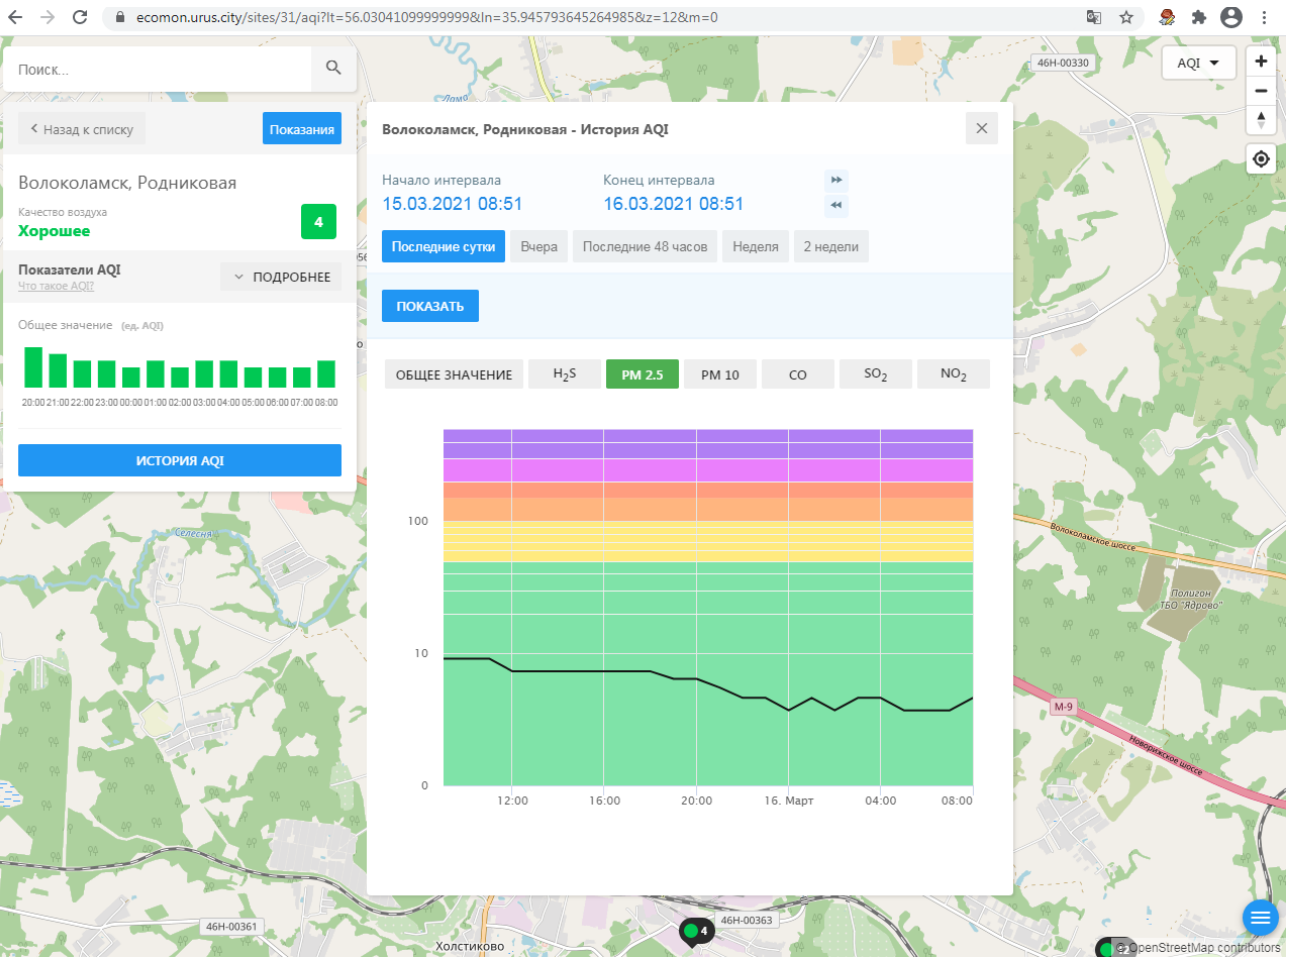 ecomon.urus.city/sites/31/aqi?lt=56.03041099999999&ln=35.945793645264985&z=12&m=0
Поиск...
46Н-00330
AQI
Лама
Назад к списку
Показания
Волоколамск, Родниковая - История AQI
Волоколамск, Родниковая
Качество воздуха
Хорошее
4
Начало интервала
Конец интервала
15.03.2021 08:51
16.03.2021 08:51
Последние сутки
Вчера
Последние 48 часов
Неделя
2 недели
Показатели AQI
Что такое AQI?
ПОДРОБНЕЕ
ПОКАЗАТЬ
Общее значение (ед. AQI)
20:00 21:00 22:00 23:00 00:00 01:00 02:00 03:00 04:00 05:00 06:00 07:00 08:00
ИСТОРИЯ AQI
ОБЩЕЕ ЗНАЧЕНИЕ
H2S
PM 2.5
PM 10
CO
SO2
NO2
100
10
0
12:00
16:00
20:00
16. Март
04:00
08:00
Селесня
Волоколамское шоссе
Полигон
ТБО "Ядрово"
М-9
Новорижское шоссе
46Н-00361
46Н-00363
4
Холстиково
12
© OpenStreetMap contributors